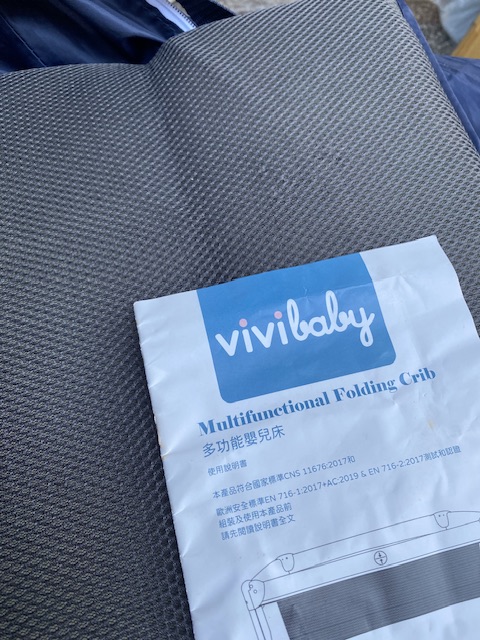 vivibaby
Multifunctional Folding Crib
多功能嬰兒床
使用說明書
本產品符合國家標準CNS 11676:2017和
歐洲安全標準EN 716-1:2017+AC:2019 & EN 716-2:2017測試和認證
組裝及使用本產品前
請先閱讀說明書全文